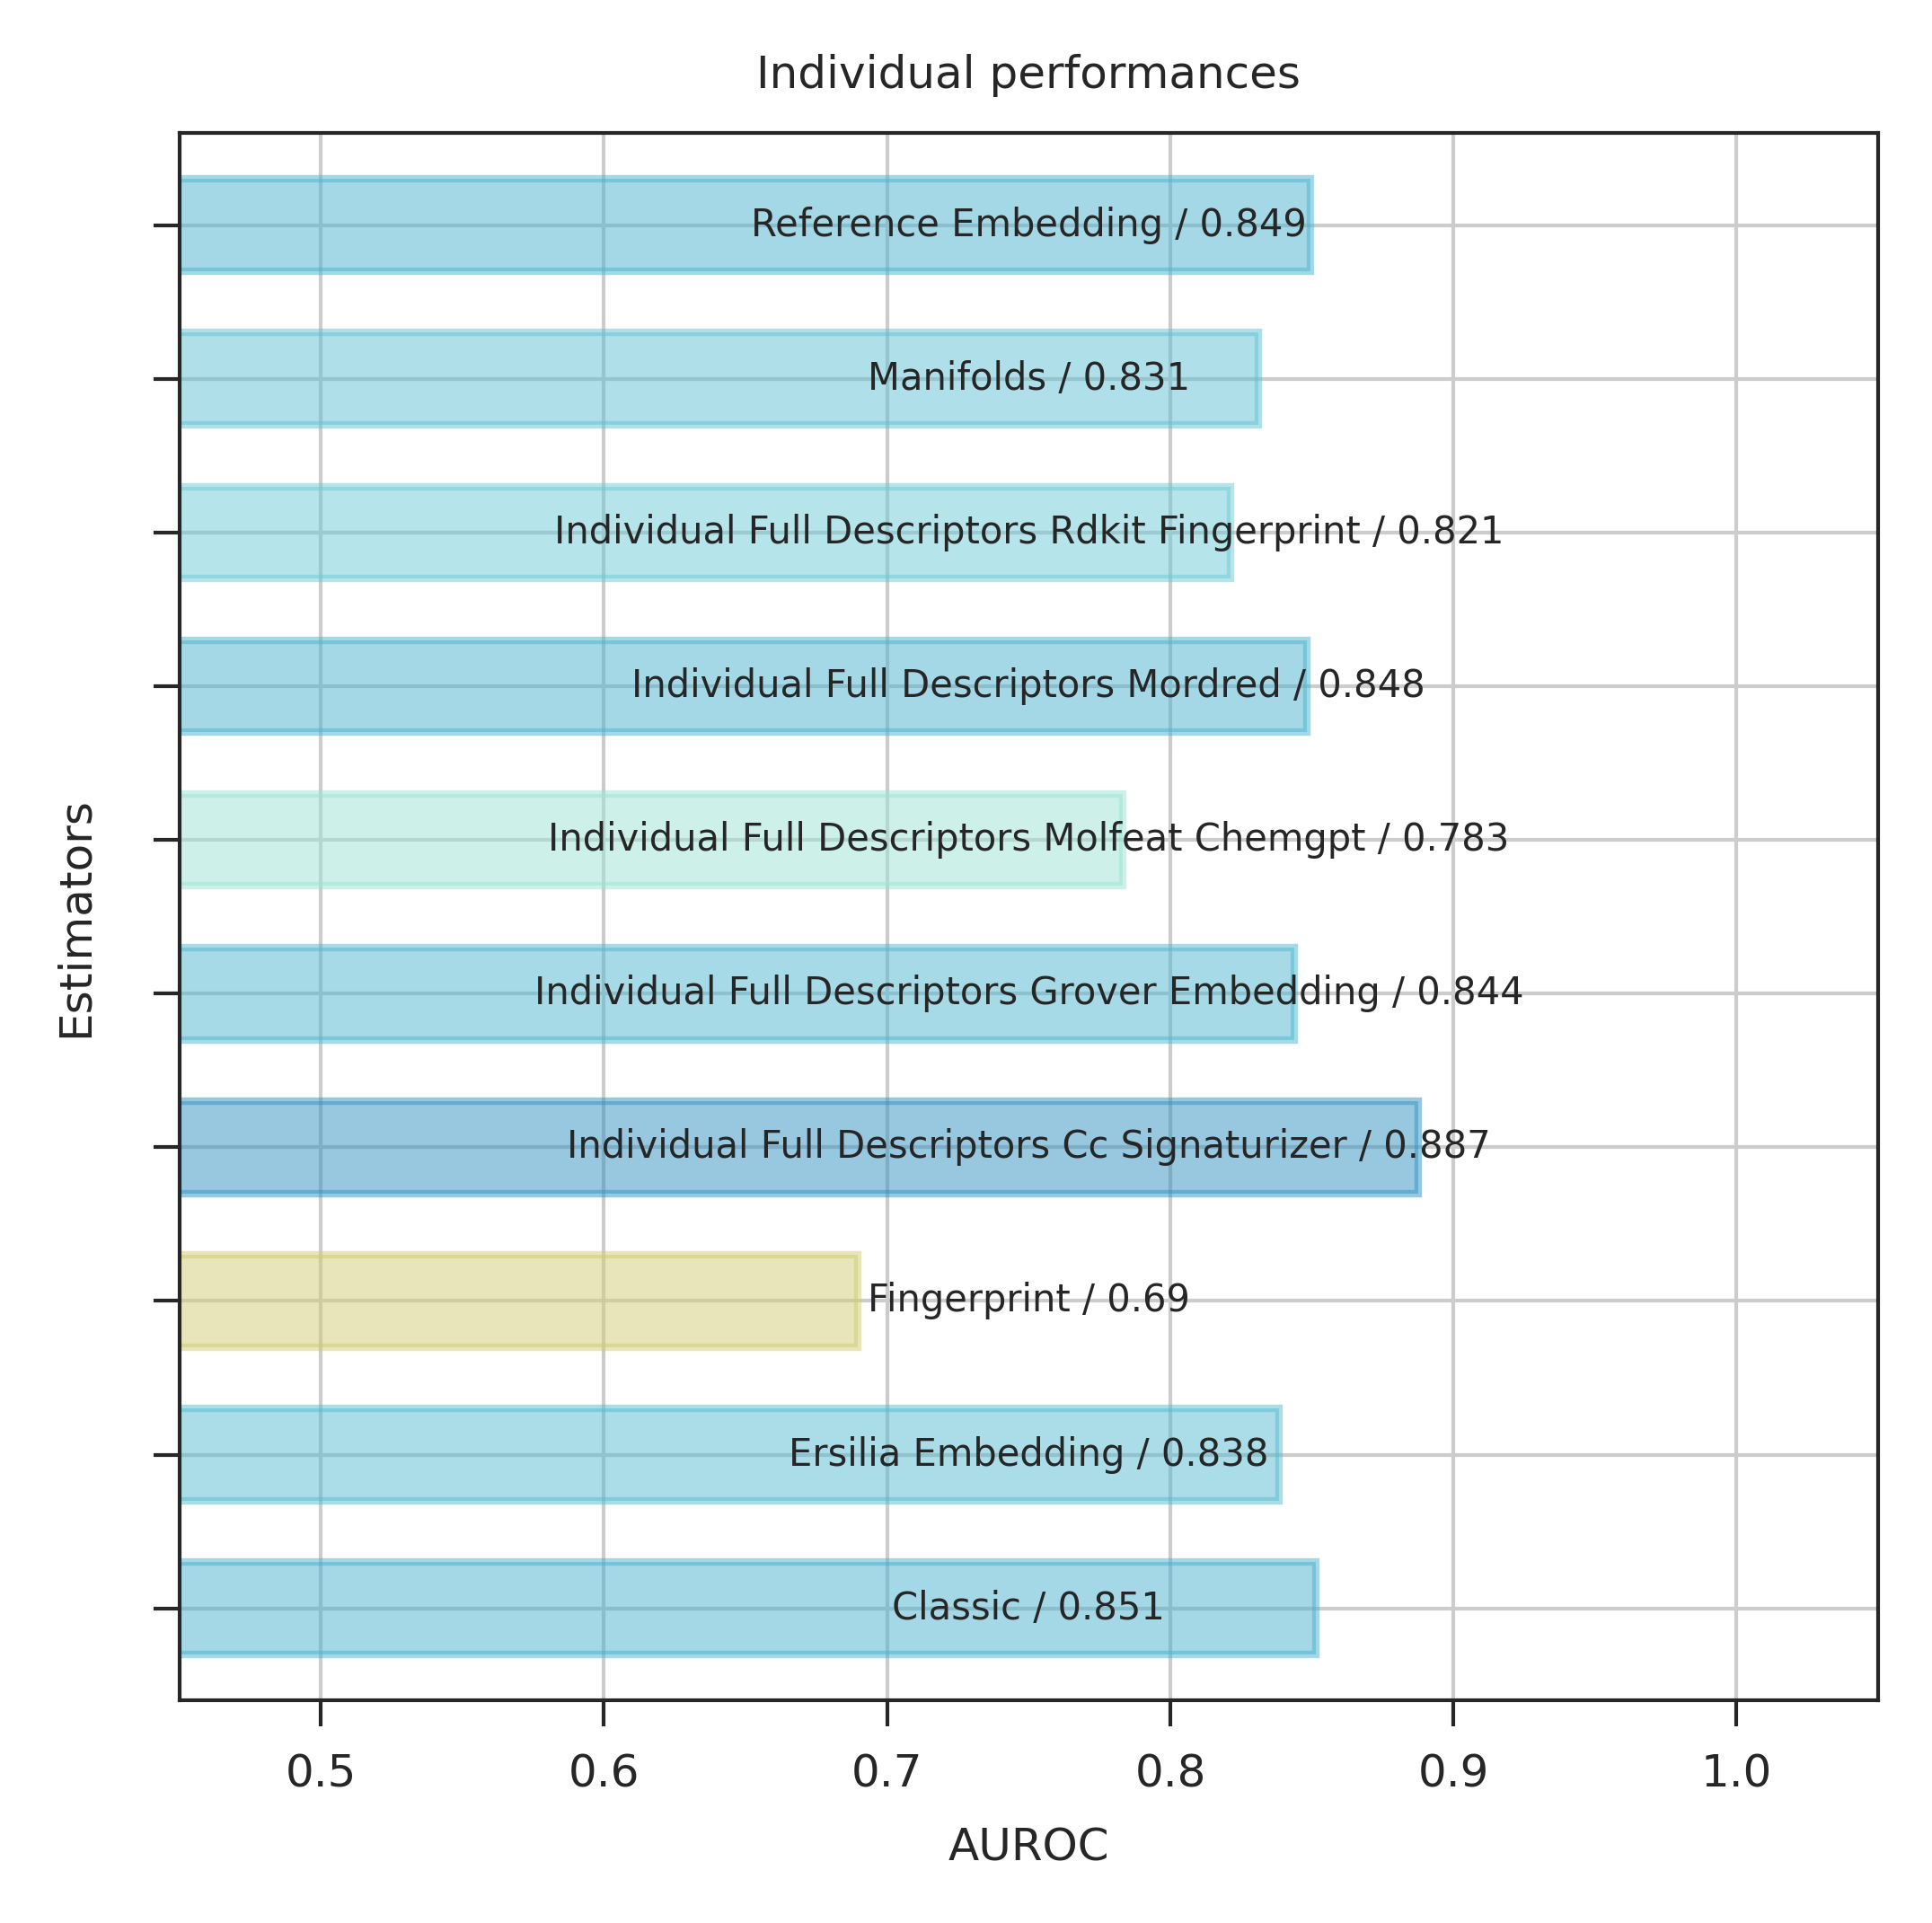 Individual performances
Reference Embedding / 0.849
Manifolds / 0.831
Individual Full Descriptors Rdkit Fingerprint / 0.821
Individual Full Descriptors Mordred / 0.848
Individual Full Descriptors Molfeat Chemgpt / 0.783
Individual Full Descriptors Grover Embedding / 0.844
Individual Full Descriptors Cc Signaturizer / 0.887
Fingerprint / 0.69
Ersilia Embedding / 0.838
Classic / 0.851
Estimators
0.5 0.6 0.7 0.8 0.9 1.0
AUROC